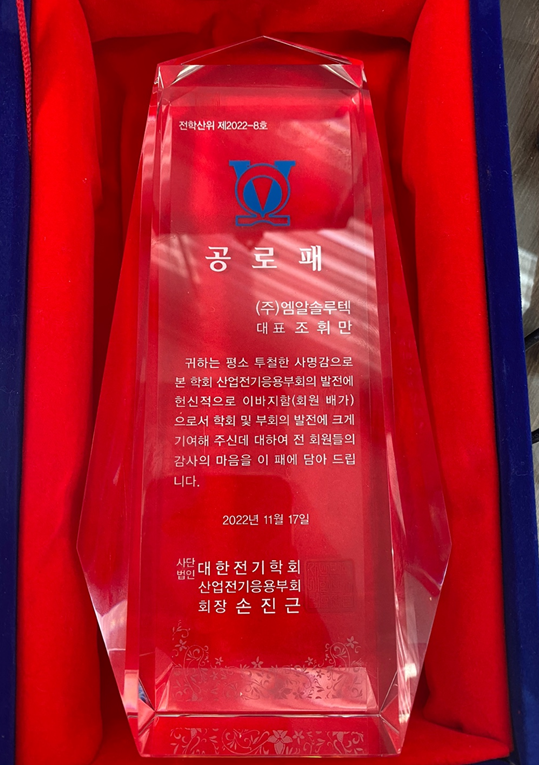 전학산위 제2022-8호
공로패
(주)엠알솔루텍
대표 조휘만
귀하는 평소 투철한 사명감으로
본 학회 산업전기응용부회의 발전에
헌신적으로 이바지함(회원 배가)
으로서 학회 및 부회의 발전에 크게
기여해 주신데 대하여 전 회원들의
감사의 마음을 이 패에 담아 드립
니다.
2022년 11월 17일
사단법인 대한전기학회
산업전기응용부회
회장 손진근